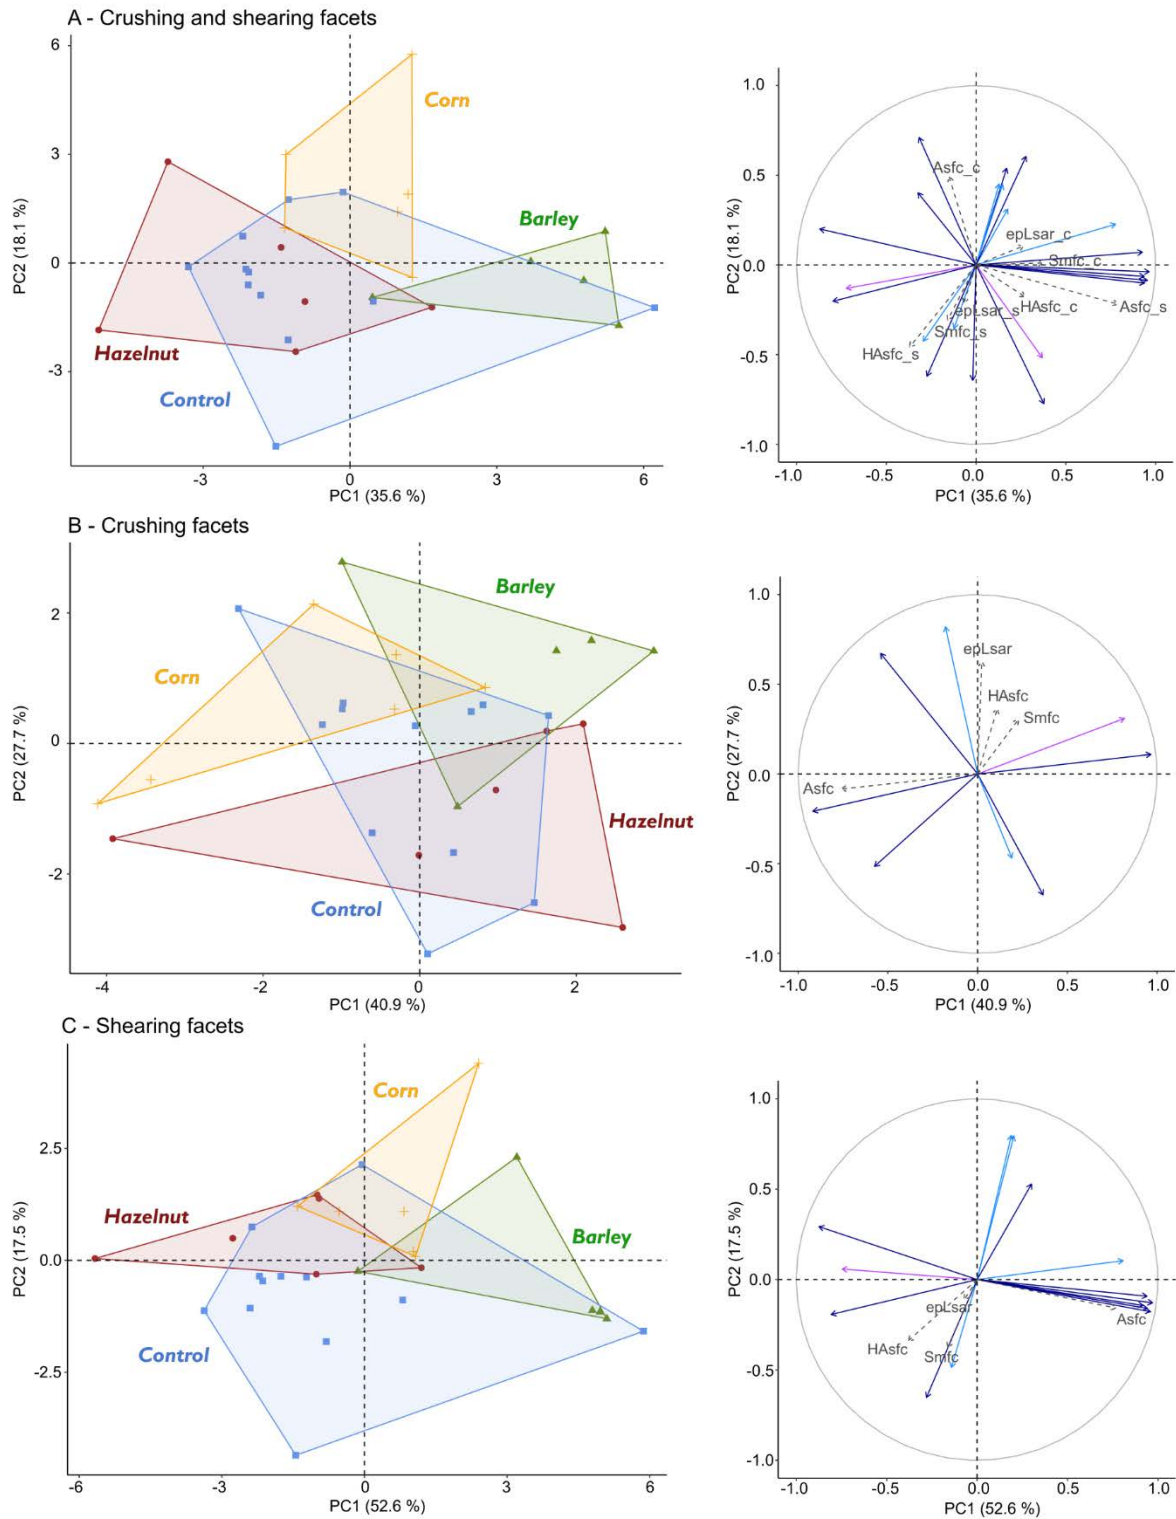 A - Crushing and shearing facets
6
3
0
-3
PC2 (18.1 %)
Corn
Barley
Hazelnut
Control
-3
0
3
6
PC1 (35.6 %)
1.0
0.5
0.0
-0.5
-1.0
PC2 (18.1 %)
Asfc_c
epLsar_c
Smfc_c
HAsfc_c
Asfc_s
epLsar_s
Smfc_s
HAsfc_s
-1.0
-0.5
0.0
0.5
1.0
PC1 (35.6 %)
B - Crushing facets
2
0
-2
PC2 (27.7 %)
Barley
Corn
Hazelnut
Control
-4
-2
0
2
PC1 (40.9 %)
1.0
0.5
0.0
-0.5
-1.0
PC2 (27.7 %)
epLsar
HAsfc
Smfc
Asfc
-1.0
-0.5
0.0
0.5
1.0
PC1 (40.9 %)
C - Shearing facets
2.5
0.0
-2.5
PC2 (17.5 %)
Corn
Hazelnut
Barley
Control
-6
-3
0
3
6
PC1 (52.6 %)
1.0
0.5
0.0
-0.5
-1.0
PC2 (17.5 %)
epLsar
Asfc
HAsfc
Smfc
-1.0
-0.5
0.0
0.5
1.0
PC1 (52.6 %)